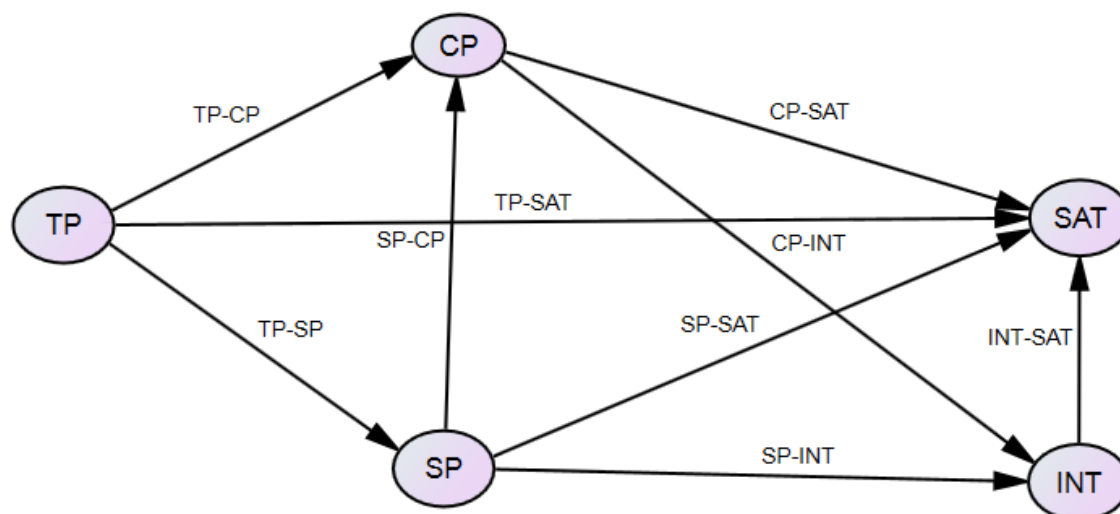 CP
TP-CP
CP-SAT
TP
TP-SAT
SAT
SP-CP
CP-INT
TP-SP
SP-SAT
INT-SAT
SP
SP-INT
INT